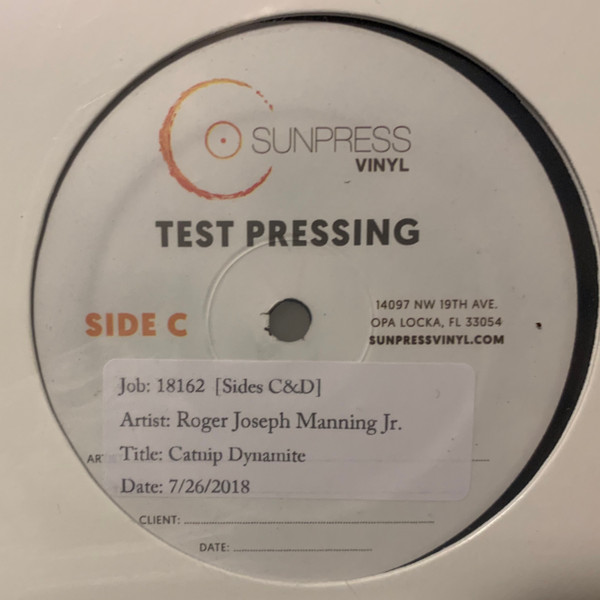 SUNPRESS
VINYL
TEST PRESSING
SIDE C
14097 NW 19TH AVE.
OPA LOCKA, FL 33054
SUNPRESSVINYL.COM
Job: 18162 [Sides C&D]
Artist: Roger Joseph Manning Jr.
Title: Catnip Dynamite
Date: 7/26/2018
CLIENT:
DATE: